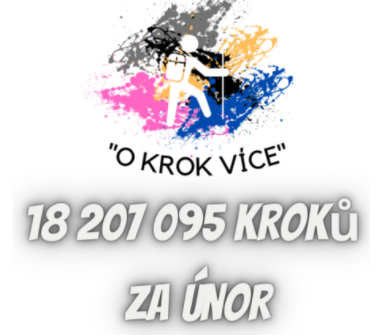 "O KROK VÍCE"
18 207 095 KROKů
ZA ÚNOR